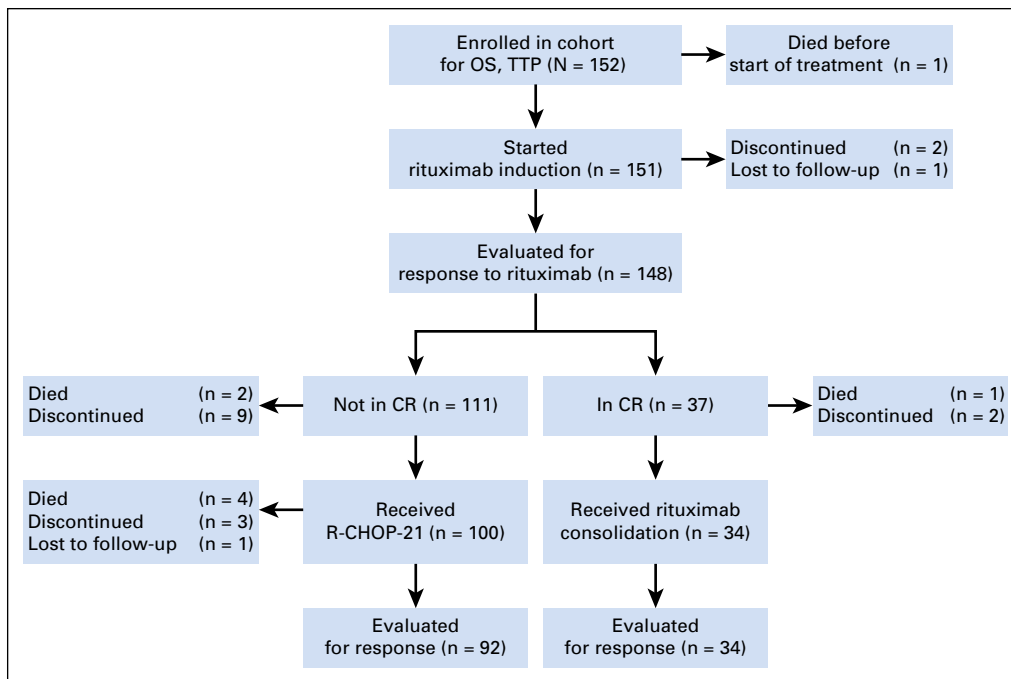 Enrolled in cohort
for OS, TTP (N = 152)
Died before
start of treatment (n = 1)
Started
rituximab induction (n = 151)
Discontinued (n = 2)
Lost to follow-up (n = 1)
Evaluated for
response to rituximab (n = 148)
Died (n = 2)
Discontinued (n = 9)
Not in CR (n = 111)
In CR (n = 37)
Died (n = 1)
Discontinued (n = 2)
Died (n = 4)
Discontinued (n = 3)
Lost to follow-up (n = 1)
Received
R-CHOP-21 (n = 100)
Received rituximab
consolidation (n = 34)
Evaluated
for response (n = 92)
Evaluated
for response (n = 34)